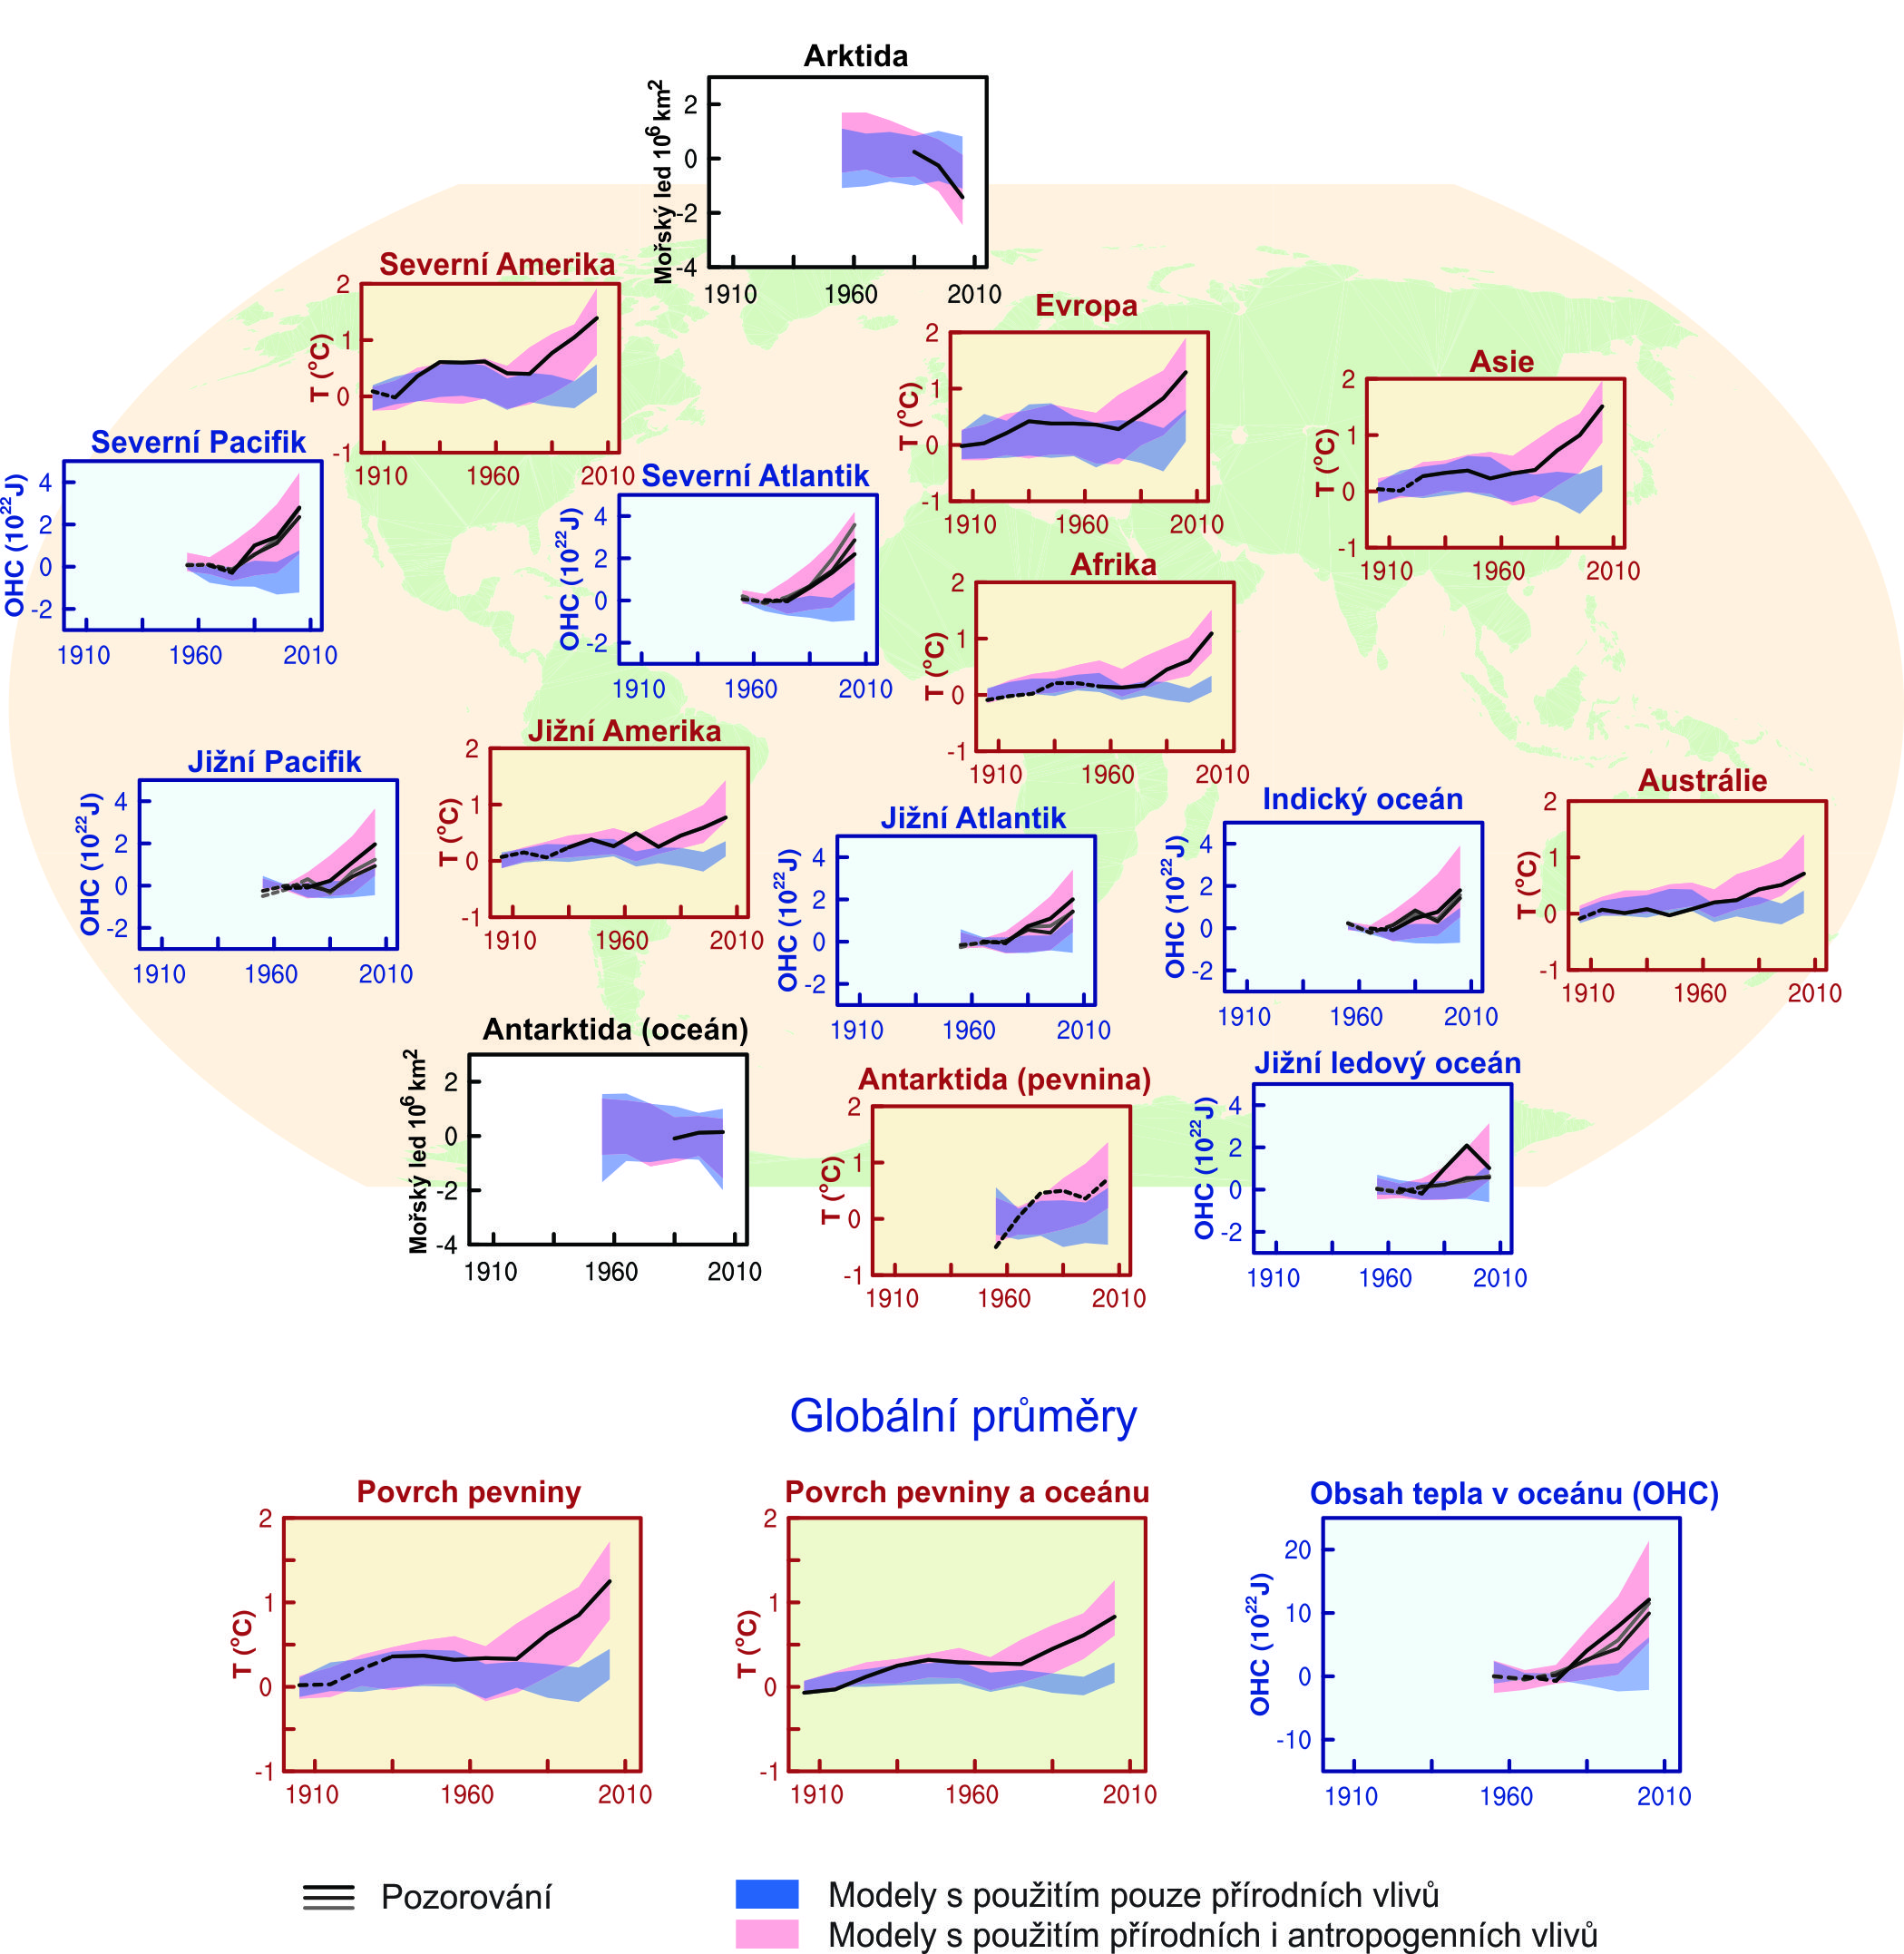 Arktida
Mořský led 10⁶ km²
2
0
-2
-4
1910 1960 2010
Severní Amerika
T (°C)
2
1
0
-1
1910 1960 2010
Evropa
T (°C)
2
1
0
-1
1910 1960 2010
Asie
T (°C)
2
1
0
-1
1910 1960 2010
Severní Pacifik
OHC (10²²J)
4
2
0
-2
1910 1960 2010
Severní Atlantik
OHC (10²²J)
4
2
0
-2
1910 1960 2010
Afrika
T (°C)
2
1
0
-1
1910 1960 2010
Jižní Pacifik
OHC (10²²J)
4
2
0
-2
1910 1960 2010
Jižní Amerika
T (°C)
2
1
0
-1
1910 1960 2010
Jižní Atlantik
OHC (10²²J)
4
2
0
-2
1910 1960 2010
Indický oceán
OHC (10²²J)
4
2
0
-2
1910 1960 2010
Austrálie
T (°C)
2
1
0
-1
1910 1960 2010
Antarktida (oceán)
Mořský led 10⁶ km²
2
0
-2
-4
1910 1960 2010
Antarktida (pevnina)
T (°C)
2
1
0
-1
1910 1960 2010
Jižní ledový oceán
OHC (10²²J)
4
2
0
-2
1910 1960 2010
Globální průměry
Povrch pevniny
T (°C)
2
1
0
-1
1910 1960 2010
Povrch pevniny a oceánu
T (°C)
2
1
0
-1
1910 1960 2010
Obsah tepla v oceánu (OHC)
OHC (10²²J)
20
10
0
-10
1910 1960 2010
Pozorování
Modely s použitím pouze přírodních vlivů
Modely s použitím přírodních i antropogenních vlivů